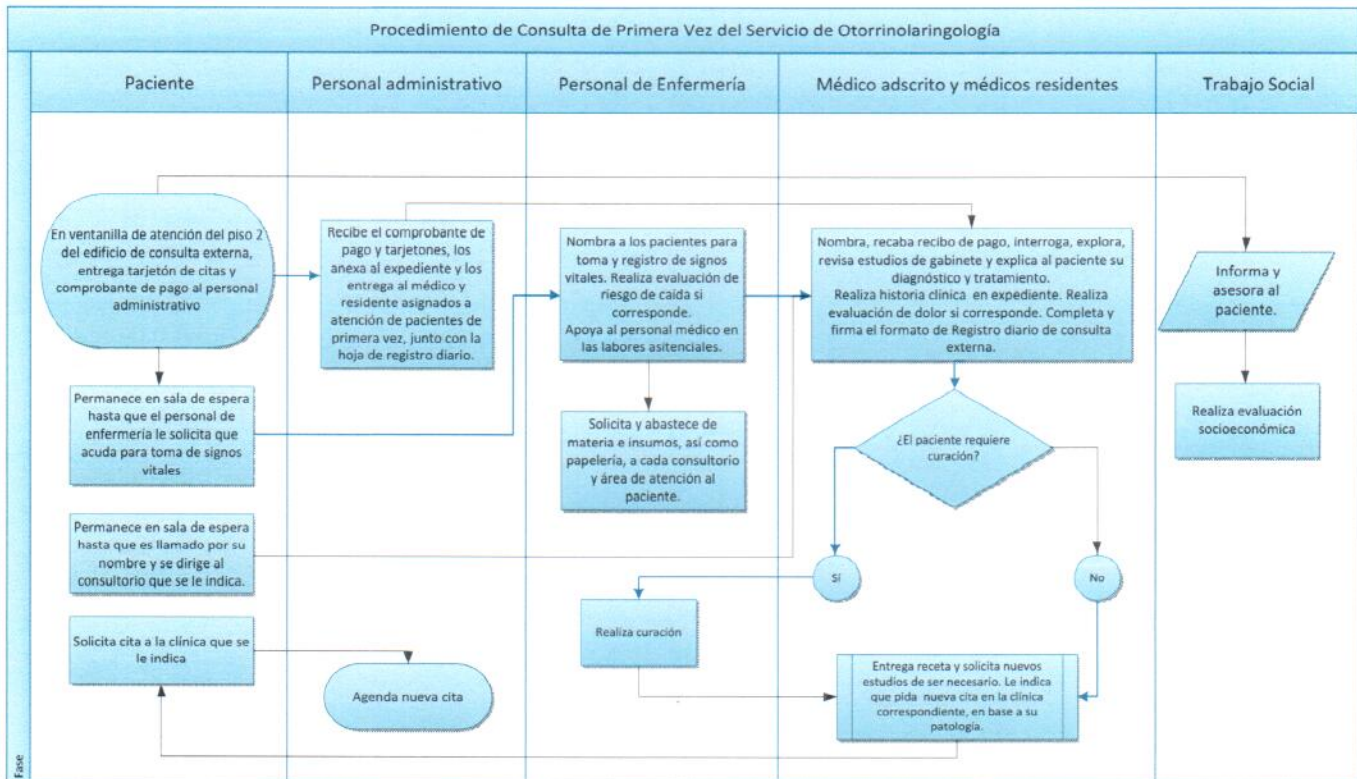 Procedimiento de Consulta de Primera Vez del Servicio de Otorrinolaringología
Paciente
Personal administrativo
Personal de Enfermería
Médico adscrito y médicos residentes
Trabajo Social
En ventanilla de atención del piso 2
del edificio de consulta externa,
entrega tarjetón de citas y
comprobante de pago al personal
administrativo
Recibe el comprobante de
pago y tarjetones, los
anexa al expediente y los
entrega al médico y
residente asignados a
atención de pacientes de
primera vez, junto con la
hoja de registro diario.
Nombra a los pacientes para
toma y registro de signos
vitales. Realiza evaluación de
riesgo de caída si
corresponde.
Apoya al personal médico en
las labores asitenciales.
Nombra, recaba recibo de pago, interroga, explora,
revisa estudios de gabinete y explica al paciente su
diagnóstico y tratamiento.
Realiza historia clínica en expediente. Realiza
evaluación de dolor si corresponde. Completa y
firma el formato de Registro diario de consulta
externa.
Informa y
asesora al
paciente.
Permanece en sala de espera
hasta que el personal de
enfermería le solicita que
acuda para toma de signos
vitales
Solicita y abastece de
materia e insumos, así como
papelería, a cada consultorio
y área de atención al
paciente.
¿El paciente requiere
curación?
Realiza evaluación
socioeconómica
Permanece en sala de espera
hasta que es llamado por su
nombre y se dirige al
consultorio que se le indica.
Sí
No
Realiza curación
Solicita cita a la clínica que se
le indica
Agenda nueva cita
Entrega receta y solicita nuevos
estudios de ser necesario. Le indica
que pida nueva cita en la clínica
correspondiente, en base a su
patología.
Fase